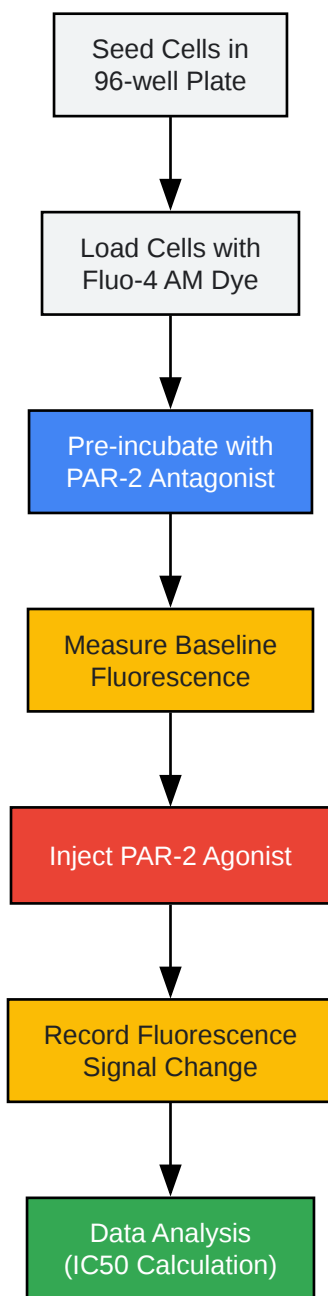 Seed Cells in
96-well Plate
Load Cells with
Fluo-4 AM Dye
Pre-incubate with
PAR-2 Antagonist
Measure Baseline
Fluorescence
Inject PAR-2 Agonist
Record Fluorescence
Signal Change
Data Analysis
(IC50 Calculation)